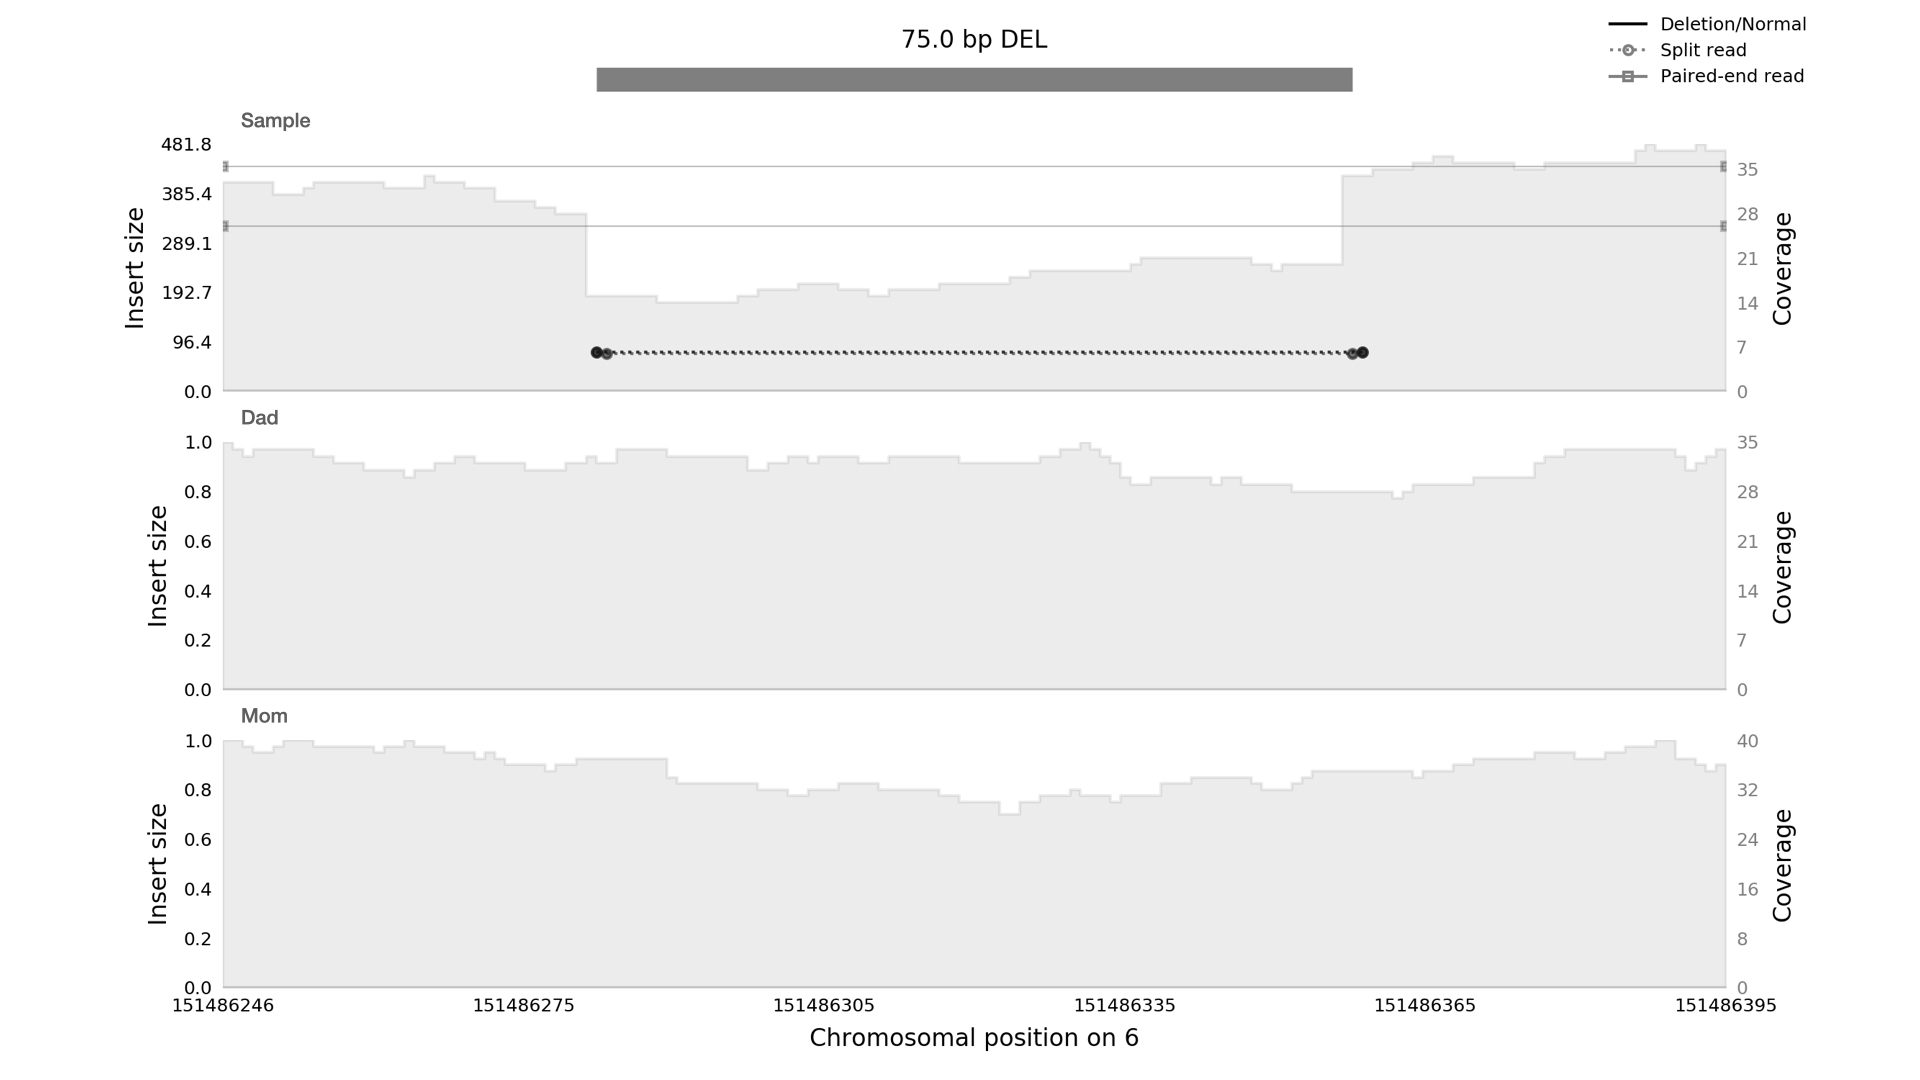 75.0 bp DEL
Deletion/Normal
Split read
Paired-end read
Sample
481.8
385.4
289.1
192.7
96.4
0.0
Insert size
35
28
21
14
7
0
Coverage
Dad
1.0
0.8
0.6
0.4
0.2
0.0
Insert size
35
28
21
14
7
0
Coverage
Mom
1.0
0.8
0.6
0.4
0.2
0.0
Insert size
40
32
24
16
8
0
Coverage
151486246 151486275 151486305 151486335 151486365 151486395
Chromosomal position on 6